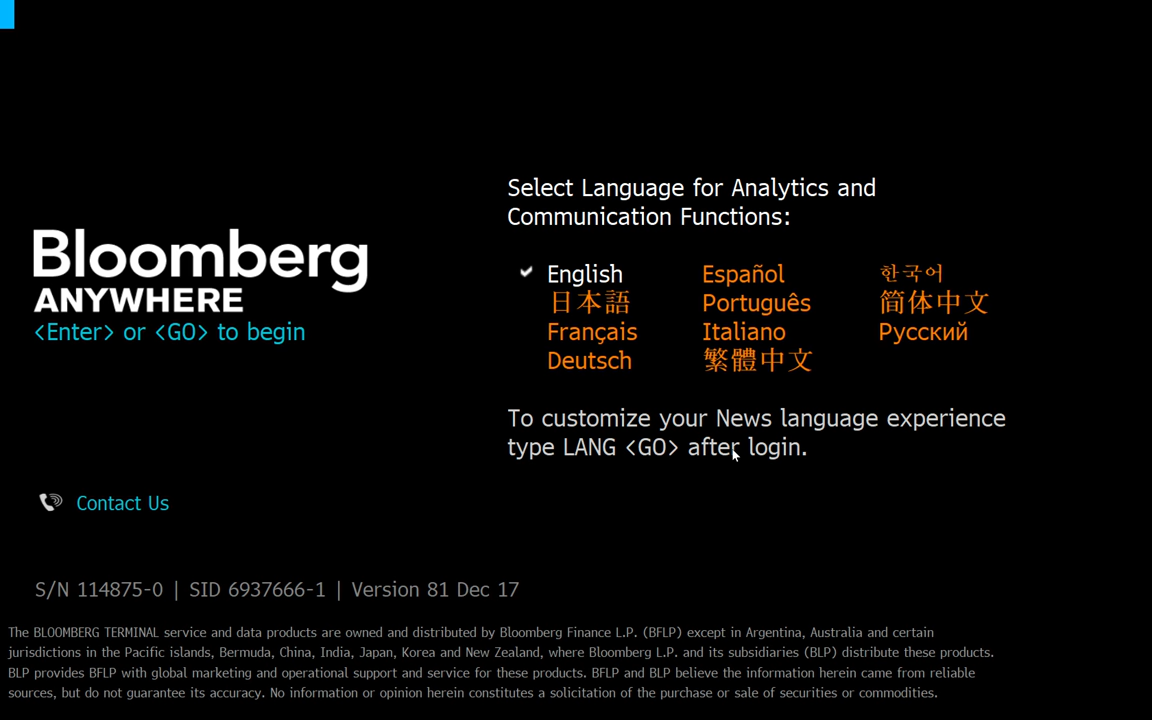 Bloomberg
ANYWHERE
<Enter> or <GO> to begin
Select Language for Analytics and
Communication Functions:
English Español 한국어
日本語 Português 简体中文
Français Italiano Русский
Deutsch 繁體中文
To customize your News language experience
type LANG <GO> after login.
Contact Us
S/N 114875-0 | SID 6937666-1 | Version 81 Dec 17
The BLOOMBERG TERMINAL service and data products are owned and distributed by Bloomberg Finance L.P. (BFLP) except in Argentina, Australia and certain
jurisdictions in the Pacific islands, Bermuda, China, India, Japan, Korea and New Zealand, where Bloomberg L.P. and its subsidiaries (BLP) distribute these products.
BLP provides BFLP with global marketing and operational support and service for these products. BFLP and BLP believe the information herein came from reliable
sources, but do not guarantee its accuracy. No information or opinion herein constitutes a solicitation of the purchase or sale of securities or commodities.